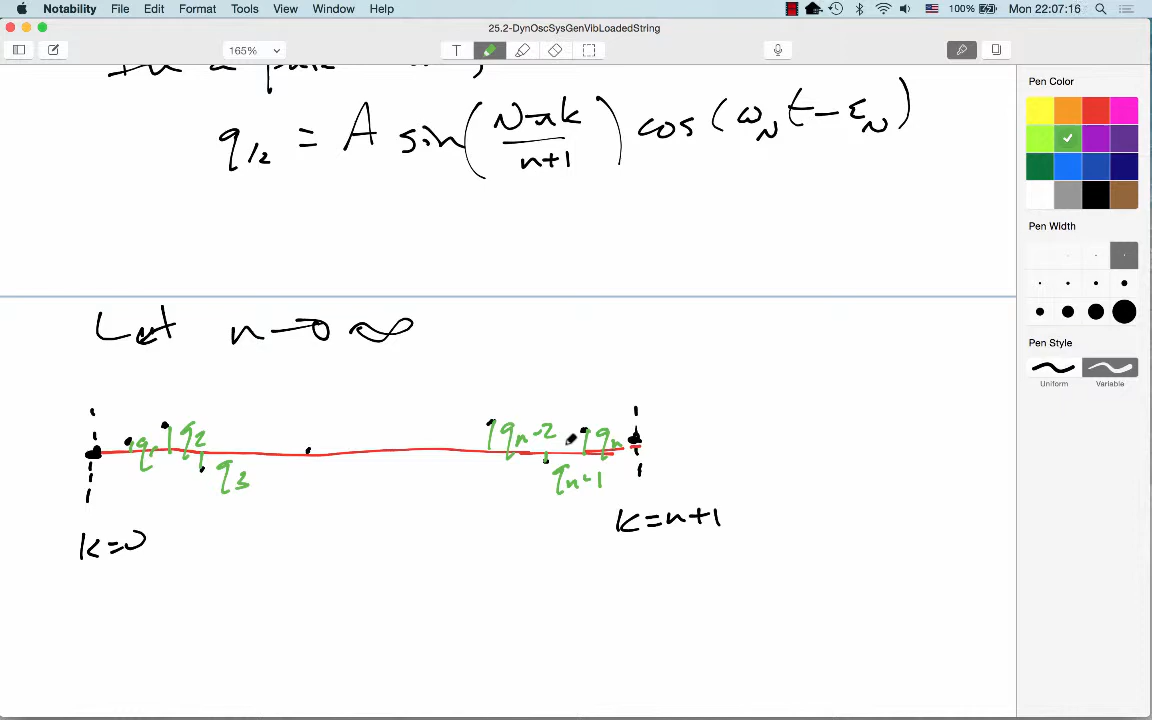 Notability File Edit Format Tools View Window Help 100% Mon 22:07:16
25.2-DynOscSysGenVibLoadedString
165% T
Pen Color
q_k = A sin(Nπk/(n+1)) cos(ω_N t − ε_N)
Pen Width
Let n → ∞
Pen Style
Uniform Variable
q_1 q_2 q_n-2 q_n
q_3 q_n-1
k=n+1
k=0